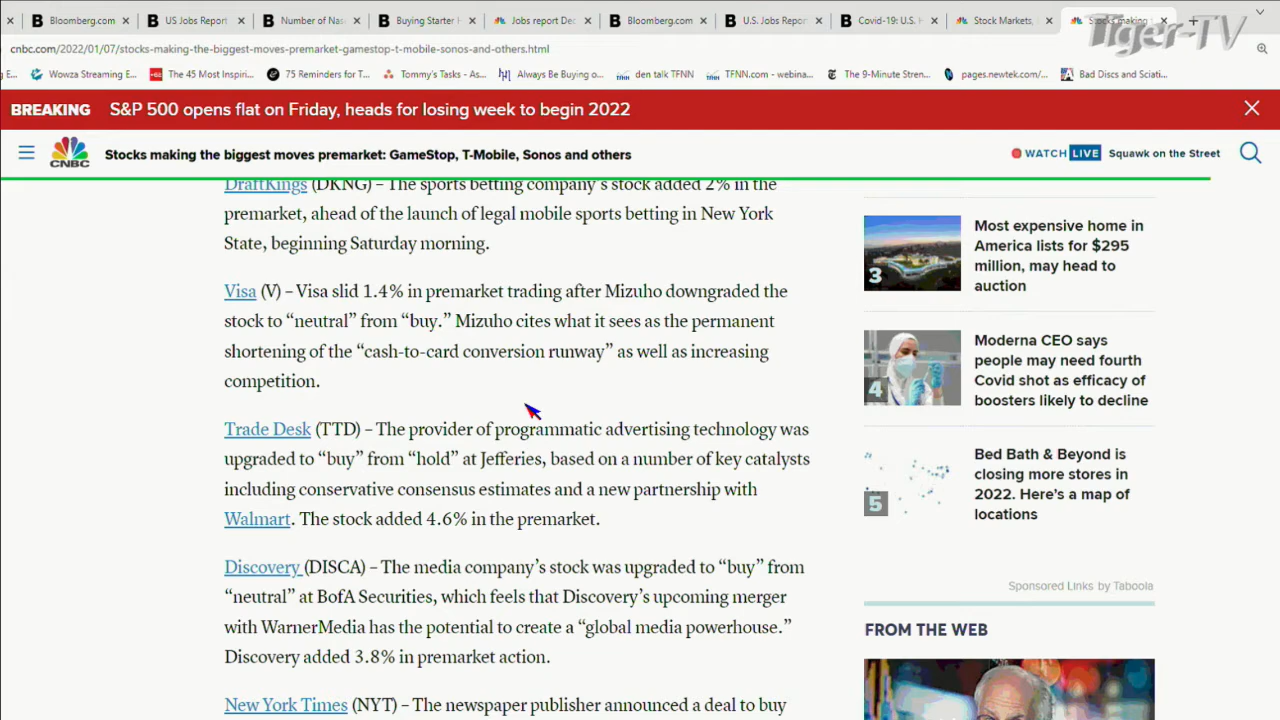 Bloomberg.com
US Jobs Report
Number of Nas
Buying Starter H
Jobs report Dec
Bloomberg.com
U.S. Jobs Repor
Covid-19: U.S. H
Stock Markets,
Stocks making
Tiger-TV
cnbc.com/2022/01/07/stocks-making-the-biggest-moves-premarket-gamestop-t-mobile-sonos-and-others.html
E...
Wowza Streaming E...
The 45 Most Inspiri...
75 Reminders for T...
Tommy's Tasks - As...
Always Be Buying o...
den talk TFNN
TFNN.com - webina...
The 9-Minute Stren...
pages.newtek.com/...
Bad Discs and Sciati...
BREAKING S&P 500 opens flat on Friday, heads for losing week to begin 2022
CNBC
Stocks making the biggest moves premarket: GameStop, T-Mobile, Sonos and others
WATCH LIVE Squawk on the Street
DraftKings (DKNG) – The sports betting company’s stock added 2% in the
premarket, ahead of the launch of legal mobile sports betting in New York
State, beginning Saturday morning.
Visa (V) – Visa slid 1.4% in premarket trading after Mizuho downgraded the
stock to “neutral” from “buy.” Mizuho cites what it sees as the permanent
shortening of the “cash-to-card conversion runway” as well as increasing
competition.
Trade Desk (TTD) – The provider of programmatic advertising technology was
upgraded to “buy” from “hold” at Jefferies, based on a number of key catalysts
including conservative consensus estimates and a new partnership with
Walmart. The stock added 4.6% in the premarket.
Discovery (DISCA) – The media company’s stock was upgraded to “buy” from
“neutral” at BofA Securities, which feels that Discovery’s upcoming merger
with WarnerMedia has the potential to create a “global media powerhouse.”
Discovery added 3.8% in premarket action.
New York Times (NYT) – The newspaper publisher announced a deal to buy
3
Most expensive home in
America lists for $295
million, may head to
auction
4
Moderna CEO says
people may need fourth
Covid shot as efficacy of
boosters likely to decline
5
Bed Bath & Beyond is
closing more stores in
2022. Here’s a map of
locations
Sponsored Links by Taboola
FROM THE WEB